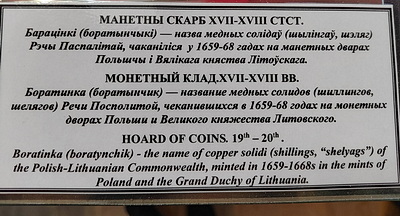 МАНЕТНЫ СКАРБ XVII-XVIII СТСТ.
Барацінкі (боратынчыкі) — назва медных солідаў (шылінгаў, шэляг)
Рэчы Паспалітай, чаканіліся у 1659-68 гадах на манетных дварах
Польшчы і Вялікага княства Літоўскага.
МОНЕТНЫЙ КЛАД.XVII-XVIII ВВ.
Боратинка (боратынчик) — название медных солидов (шиллингов,
шелягов) Речи Посполитой, чеканившихся в 1659-68 годах на монетных
дворах Польши и Великого княжества Литовского.
HOARD OF COINS. 19th – 20th .
Boratinka (boratynchik) - the name of copper solidi (shillings, “shelyags”) of
the Polish-Lithuanian Commonwealth, minted in 1659-1668s in the mints of
Poland and the Grand Duchy of Lithuania.